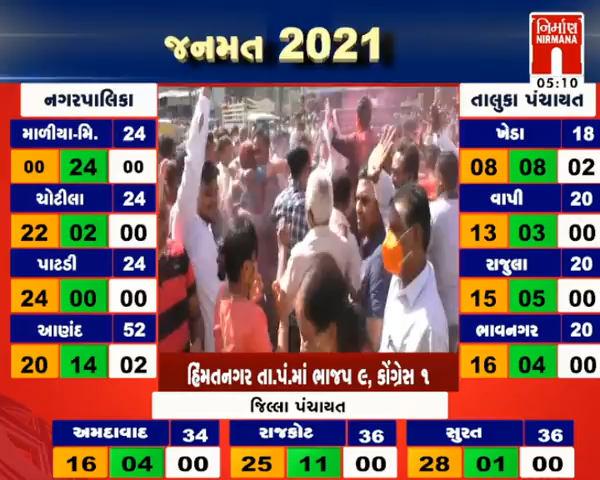 જનમત 2021
નિર્માણ
NIRMANA
05:10
નગરપાલિકા
માળીયા-મિ. 24
00 24 00
ચોટીલા 24
22 02 00
પાટડી 24
24 00 00
આણંદ 52
20 14 02
તાલુકા પંચાયત
ખેડા 18
08 08 02
વાપી 20
13 03 00
રાજુલા 20
15 05 00
ભાવનગર 20
16 04 00
હિંમતનગર તા.પં.માં ભાજપ ૯, કોંગ્રેસ ૧
જિલ્લા પંચાયત
અમદાવાદ 34
16 04 00
રાજકોટ 36
25 11 00
સુરત 36
28 01 00